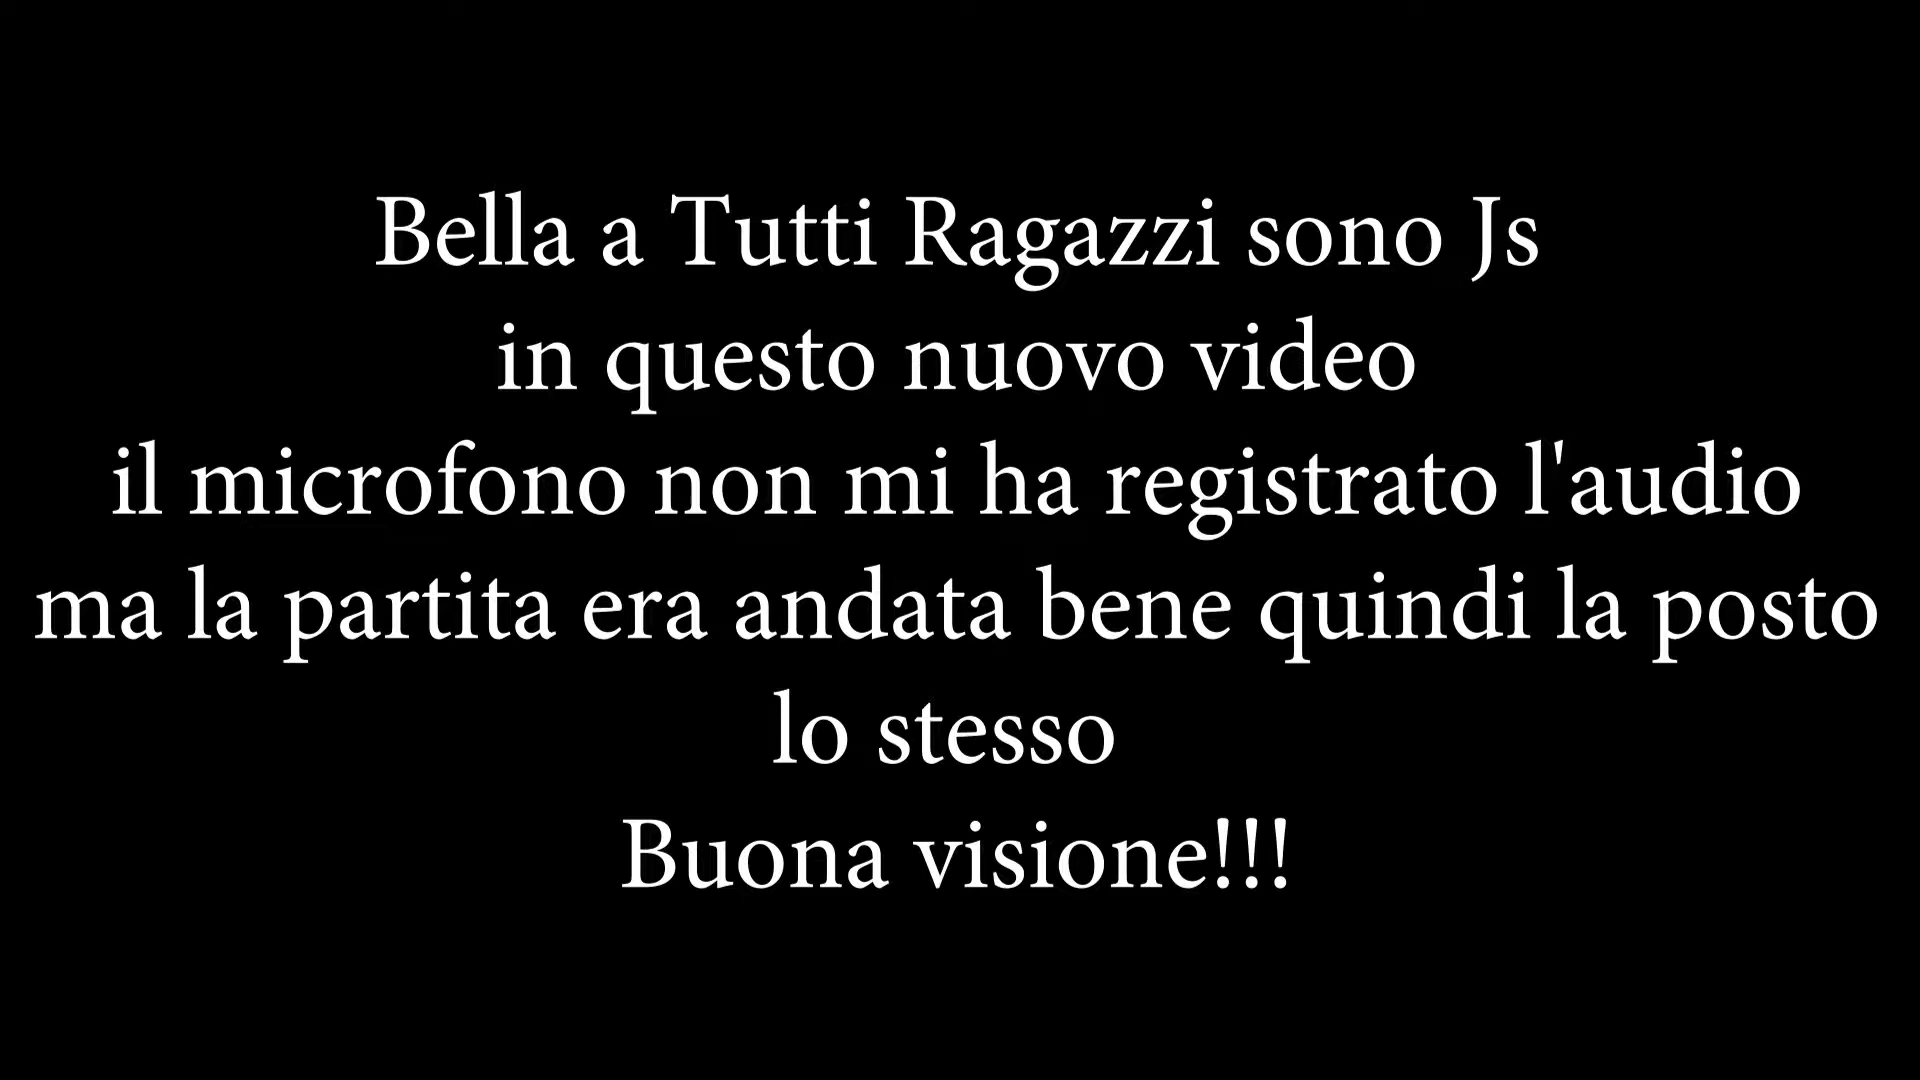 Bella a Tutti Ragazzi sono Js
in questo nuovo video
il microfono non mi ha registrato l'audio
ma la partita era andata bene quindi la posto
lo stesso
Buona visione!!!